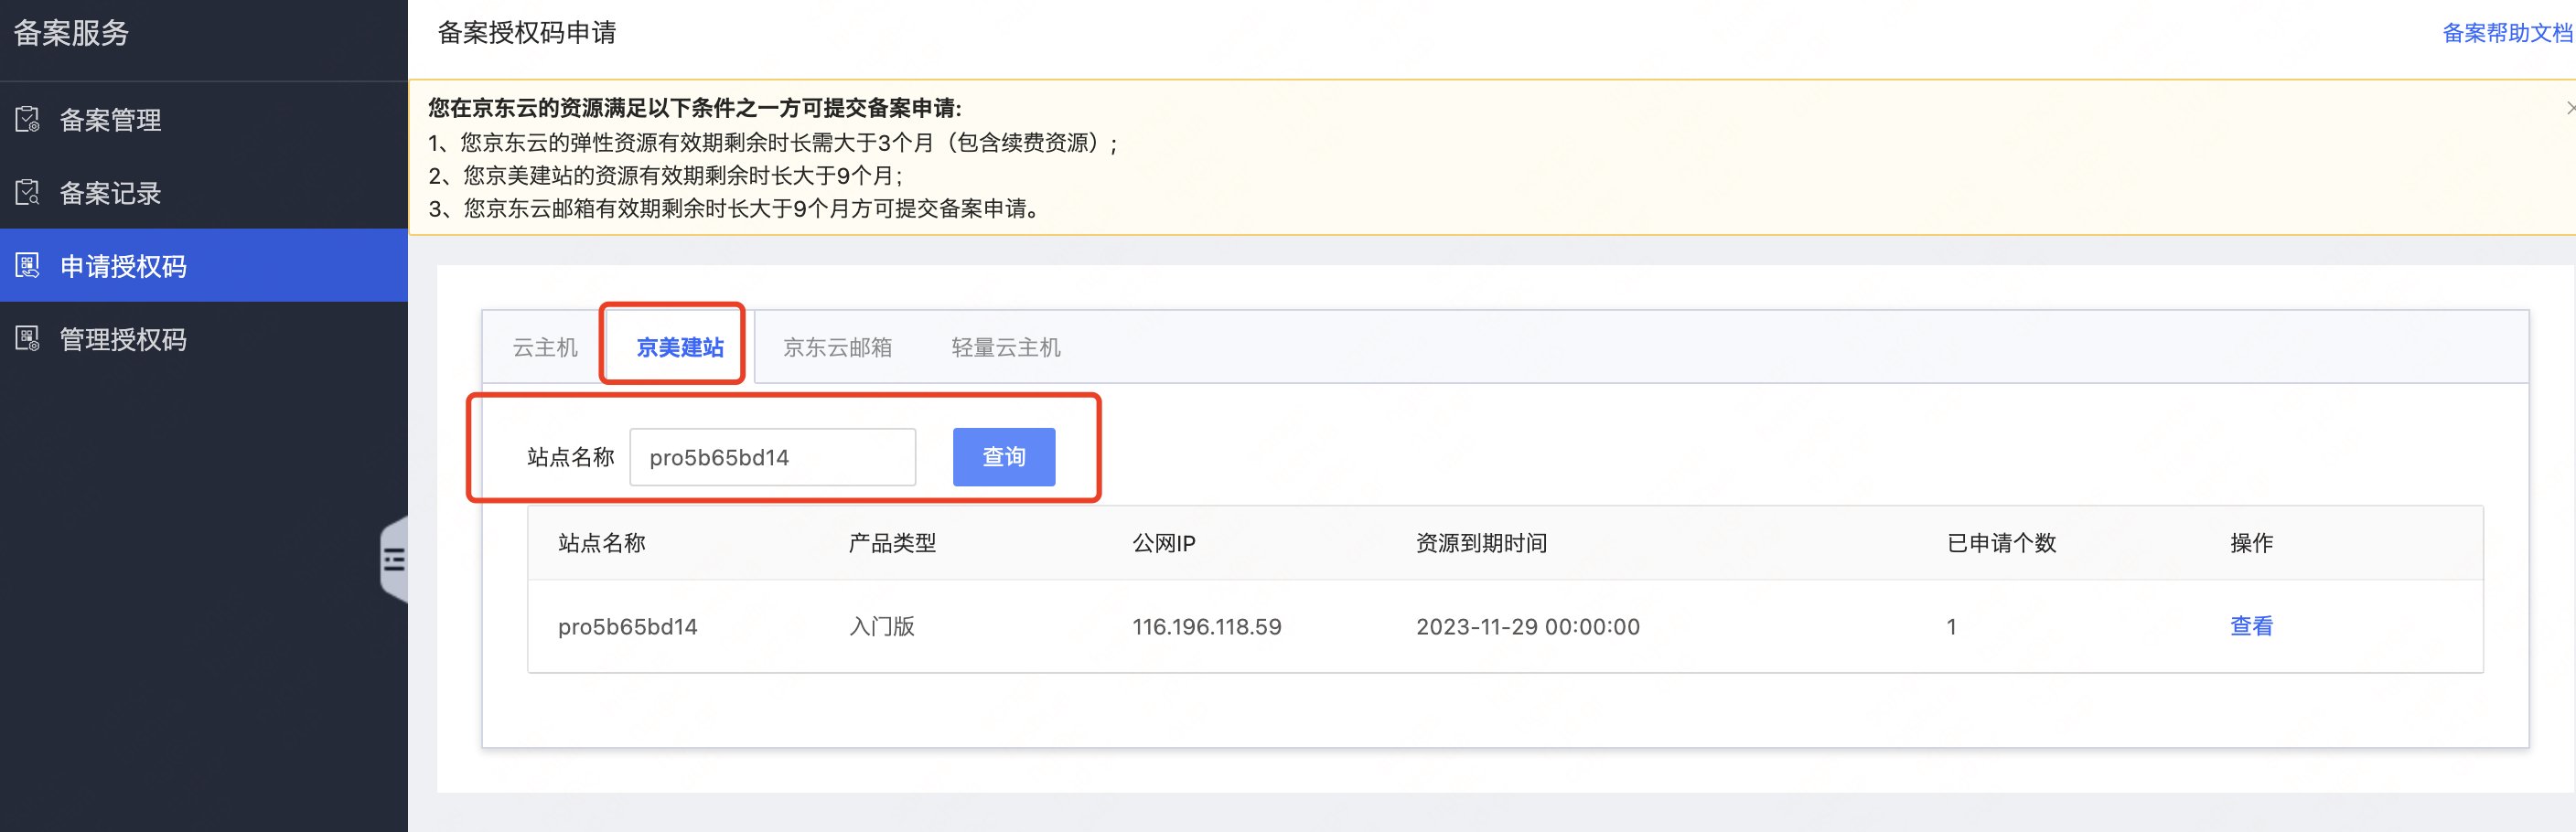 备案服务
备案管理
备案记录
申请授权码
管理授权码
备案授权码申请
备案帮助文档
您在京东云的资源满足以下条件之一方可提交备案申请:
1、您京东云的弹性资源有效期剩余时长需大于3个月（包含续费资源）;
2、您京美建站的资源有效期剩余时长大于9个月;
3、您京东云邮箱有效期剩余时长大于9个月方可提交备案申请。
云主机 京美建站 京东云邮箱 轻量云主机
站点名称 pro5b65bd14 查询
站点名称 产品类型 公网IP 资源到期时间 已申请个数 操作
pro5b65bd14 入门版 116.196.118.59 2023-11-29 00:00:00 1 查看